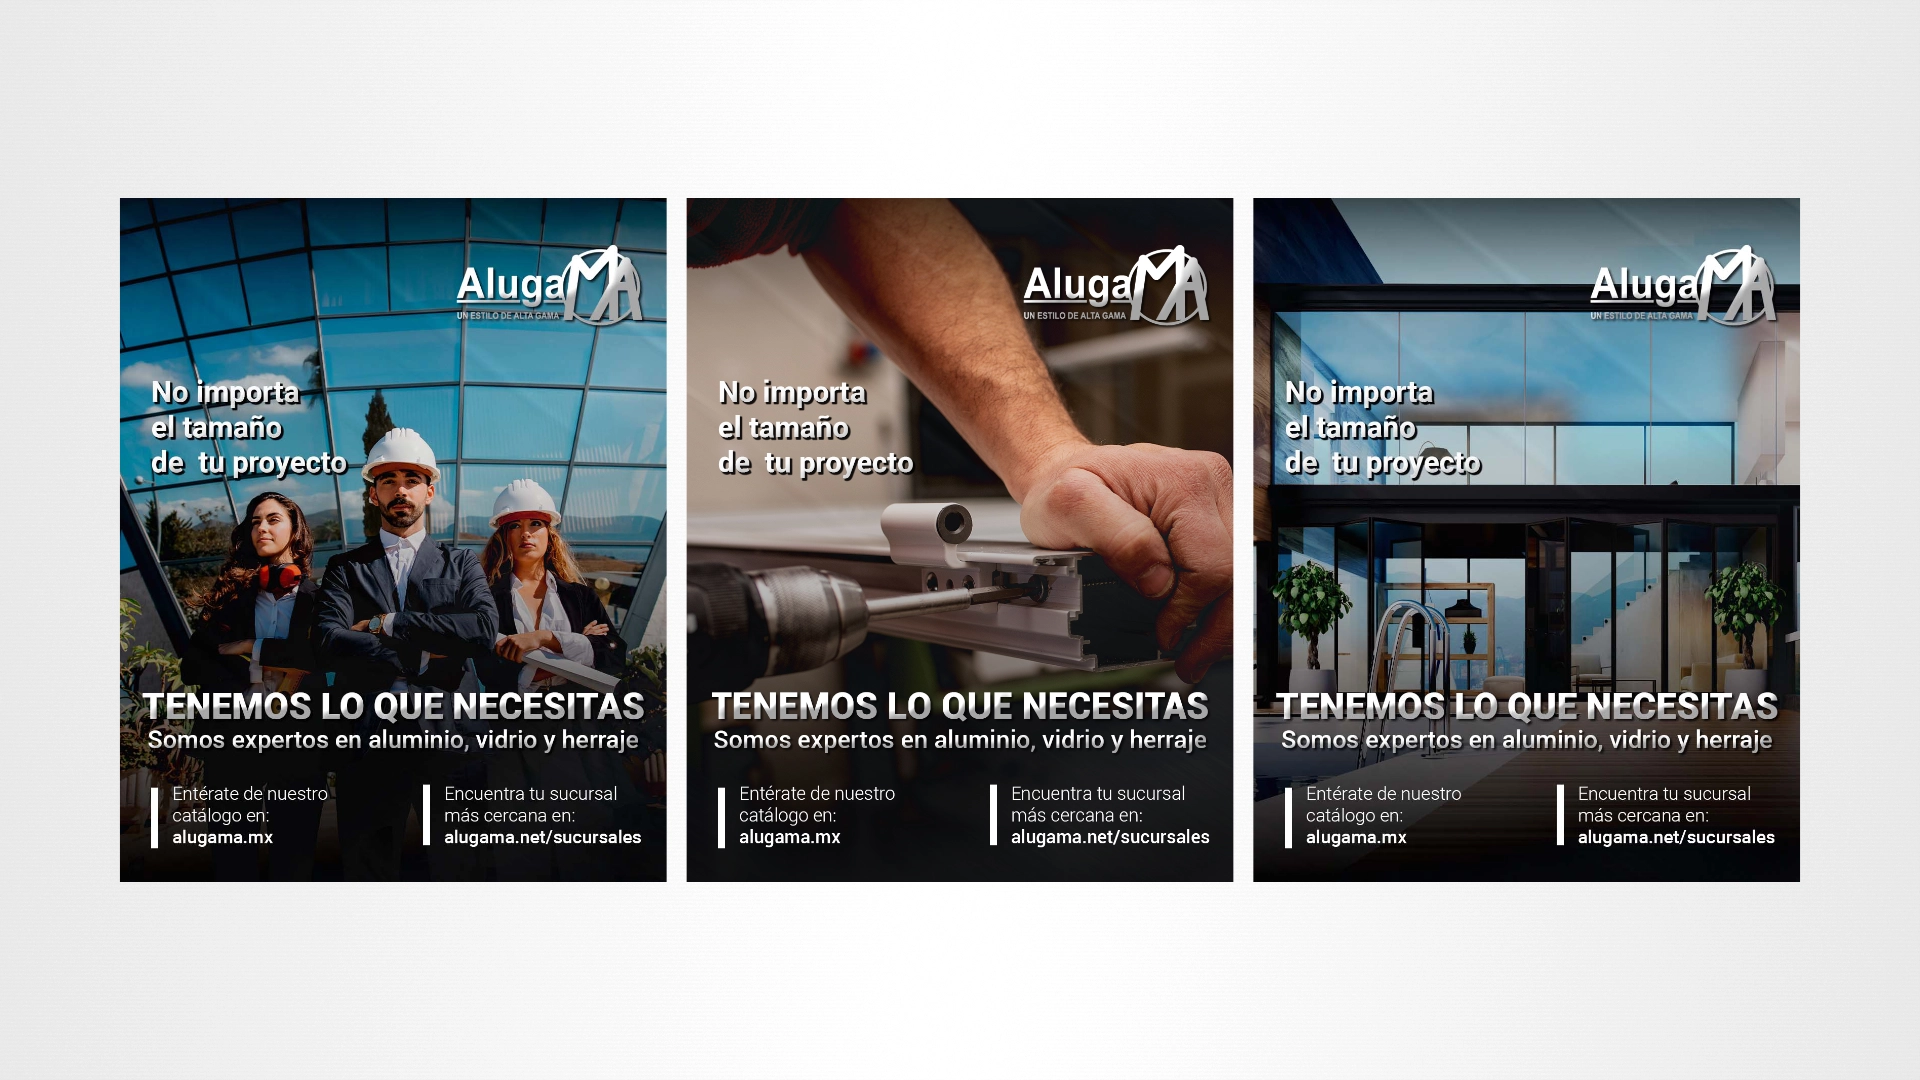 AlugaMA
UN ESTILO DE ALTA GAMA
No importa
el tamaño
de tu proyecto
TENEMOS LO QUE NECESITAS
Somos expertos en aluminio, vidrio y herraje
Entérate de nuestro
catálogo en:
alugama.mx
Encuentra tu sucursal
más cercana en:
alugama.net/sucursales
AlugaMA
UN ESTILO DE ALTA GAMA
No importa
el tamaño
de tu proyecto
TENEMOS LO QUE NECESITAS
Somos expertos en aluminio, vidrio y herraje
Entérate de nuestro
catálogo en:
alugama.mx
Encuentra tu sucursal
más cercana en:
alugama.net/sucursales
AlugaMA
UN ESTILO DE ALTA GAMA
No importa
el tamaño
de tu proyecto
TENEMOS LO QUE NECESITAS
Somos expertos en aluminio, vidrio y herraje
Entérate de nuestro
catálogo en:
alugama.mx
Encuentra tu sucursal
más cercana en:
alugama.net/sucursales